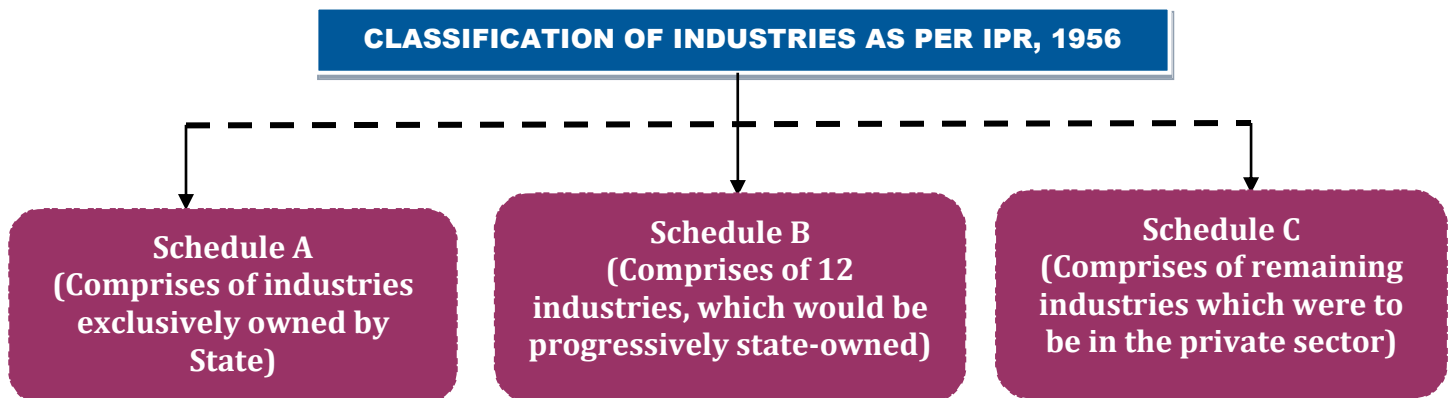 CLASSIFICATION OF INDUSTRIES AS PER IPR, 1956
Schedule A
(Comprises of industries
exclusively owned by
State)
Schedule B
(Comprises of 12
industries, which would be
progressively state-owned)
Schedule C
(Comprises of remaining
industries which were to
be in the private sector)